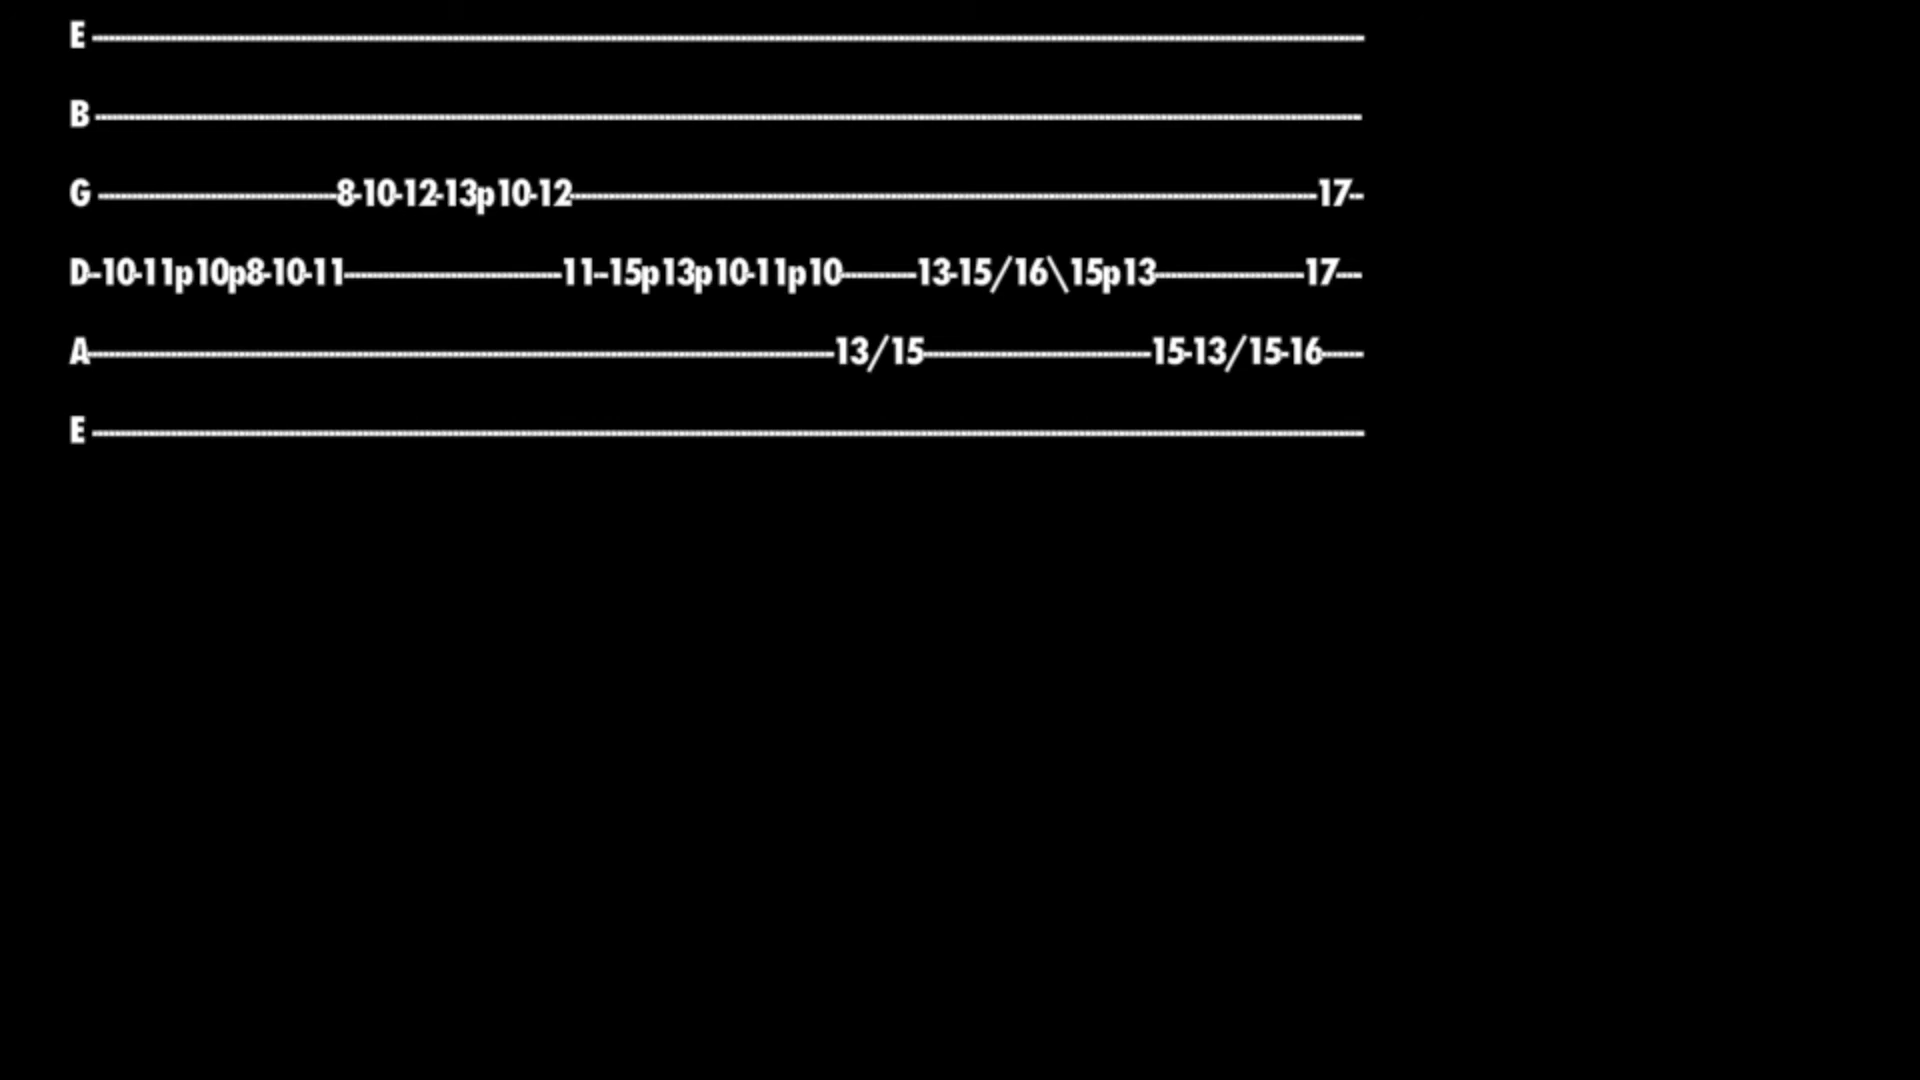 E -----------------------------------------------------------------------------------
B -----------------------------------------------------------------------------------
G ----------------8-10-12-13p10-12-------------------------------------------------17--
D--10-11p10p8-10-11---------------11--15p13p10-11p10-----13-15/16\15p13----------17---
A-------------------------------------------------13/15---------------15-13/15-16-----
E -----------------------------------------------------------------------------------